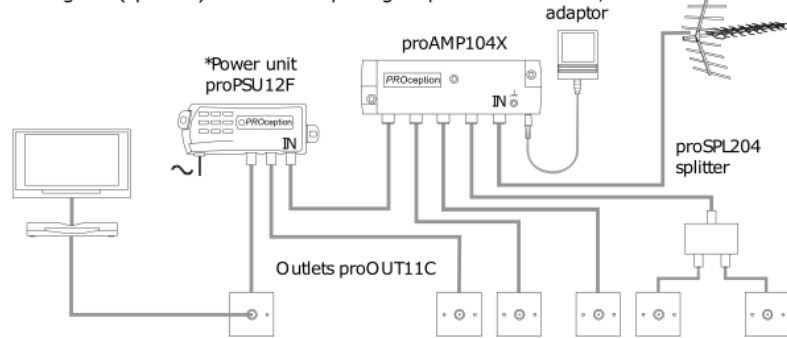 adaptor
proAMP104X
*Power unit
proPSU12F
PROception
IN
PROception
IN
proSPL204
splitter
Outlets proOUT11C